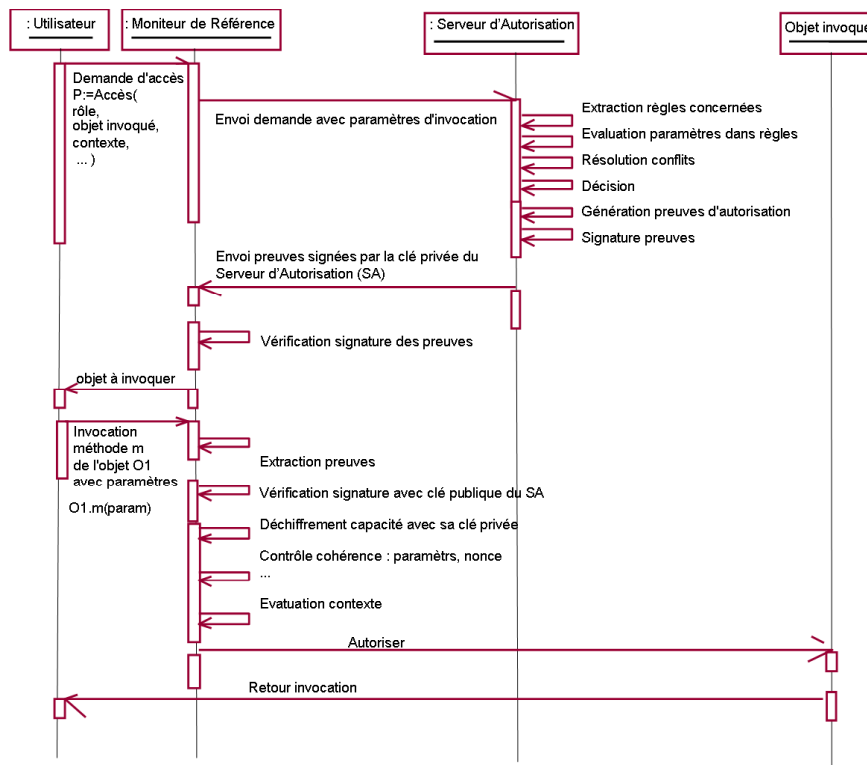 : Utilisateur
: Moniteur de Référence
: Serveur d'Autorisation
Objet invoqué
Demande d'accès
P:=Accès(
rôle,
objet invoqué,
contexte,
... )
Envoi demande avec paramètres d'invocation
Extraction règles concernées
Evaluation paramètres dans règles
Résolution conflits
Décision
Génération preuves d'autorisation
Signature preuves
Envoi preuves signées par la clé privée du
Serveur d'Autorisation (SA)
Vérification signature des preuves
objet à invoquer
Invocation
méthode m
de l'objet O1
avec paramètres
O1.m(param)
Extraction preuves
Vérification signature avec clé publique du SA
Déchiffrement capacité avec sa clé privée
Contrôle cohérence : paramètrs, nonce
...
Evaluation contexte
Autoriser
Retour invocation